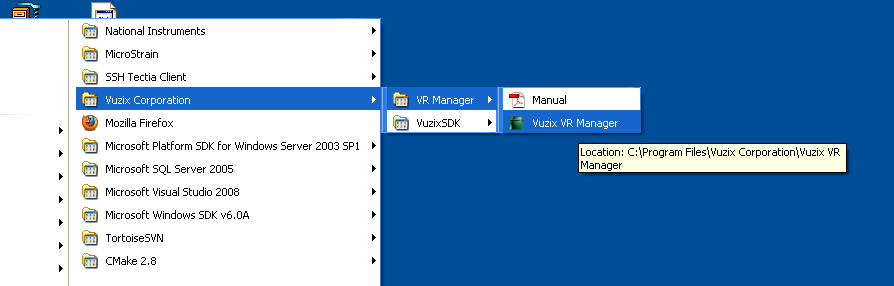 National Instruments
MicroStrain
SSH Tectia Client
Vuzix Corporation
VR Manager
Manual
Mozilla Firefox
VuzixSDK
Vuzix VR Manager
Microsoft Platform SDK for Windows Server 2003 SP1
Location: C:\Program Files\Vuzix Corporation\Vuzix VR
Manager
Microsoft SQL Server 2005
Microsoft Visual Studio 2008
Microsoft Windows SDK v6.0A
TortoiseSVN
CMake 2.8